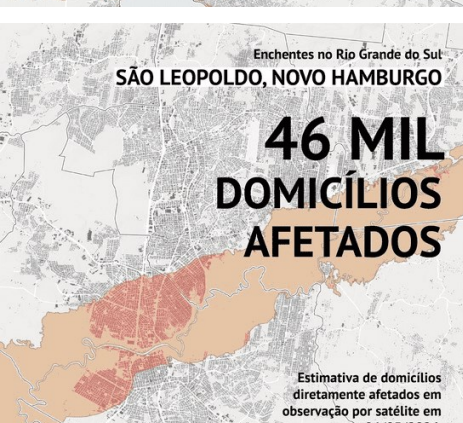 Enchentes no Rio Grande do Sul
SÃO LEOPOLDO, NOVO HAMBURGO
46 MIL
DOMICÍLIOS
AFETADOS
Estimativa de domicílios
diretamente afetados em
observação por satélite em